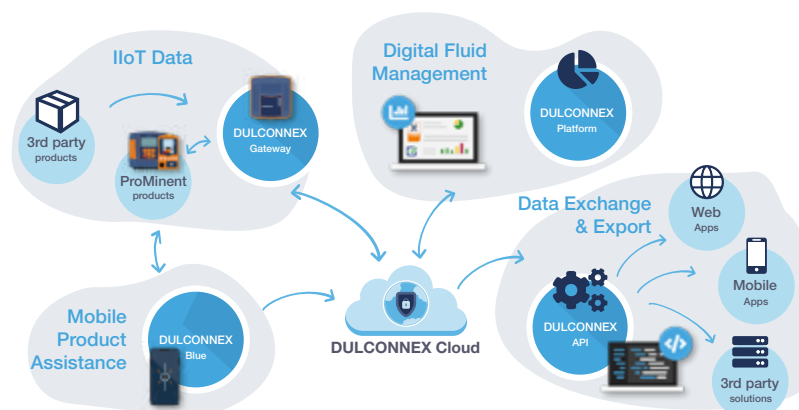 IIoT Data
3rd party
products
DULCONNEX
Gateway
ProMinent
products
Digital Fluid
Management
DULCONNEX
Platform
Data Exchange
& Export
Web
Apps
Mobile
Apps
DULCONNEX
API
3rd party
solutions
Mobile
Product
Assistance
DULCONNEX
Blue
DULCONNEX Cloud